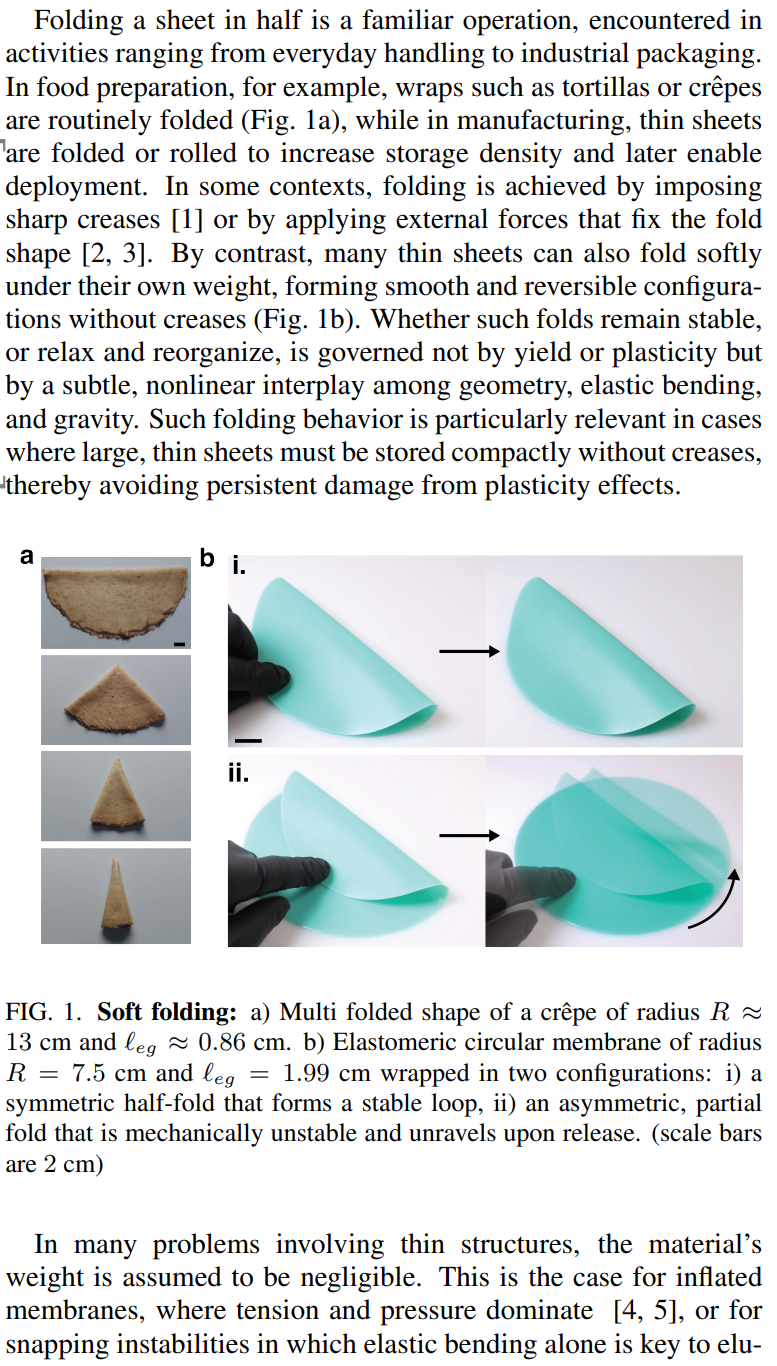 Folding a sheet in half is a familiar operation, encountered in
activities ranging from everyday handling to industrial packaging.
In food preparation, for example, wraps such as tortillas or crêpes
are routinely folded (Fig. 1a), while in manufacturing, thin sheets
are folded or rolled to increase storage density and later enable
deployment. In some contexts, folding is achieved by imposing
sharp creases [1] or by applying external forces that fix the fold
shape [2, 3]. By contrast, many thin sheets can also fold softly
under their own weight, forming smooth and reversible configura-
tions without creases (Fig. 1b). Whether such folds remain stable,
or relax and reorganize, is governed not by yield or plasticity but
by a subtle, nonlinear interplay among geometry, elastic bending,
and gravity. Such folding behavior is particularly relevant in cases
where large, thin sheets must be stored compactly without creases,
thereby avoiding persistent damage from plasticity effects.
a
b
i.
ii.
FIG. 1. Soft folding: a) Multi folded shape of a crêpe of radius R ≈
13 cm and ℓeg ≈ 0.86 cm. b) Elastomeric circular membrane of radius
R = 7.5 cm and ℓeg = 1.99 cm wrapped in two configurations: i) a
symmetric half-fold that forms a stable loop, ii) an asymmetric, partial
fold that is mechanically unstable and unravels upon release. (scale bars
are 2 cm)
In many problems involving thin structures, the material's
weight is assumed to be negligible. This is the case for inflated
membranes, where tension and pressure dominate [4, 5], or for
snapping instabilities in which elastic bending alone is key to elu-